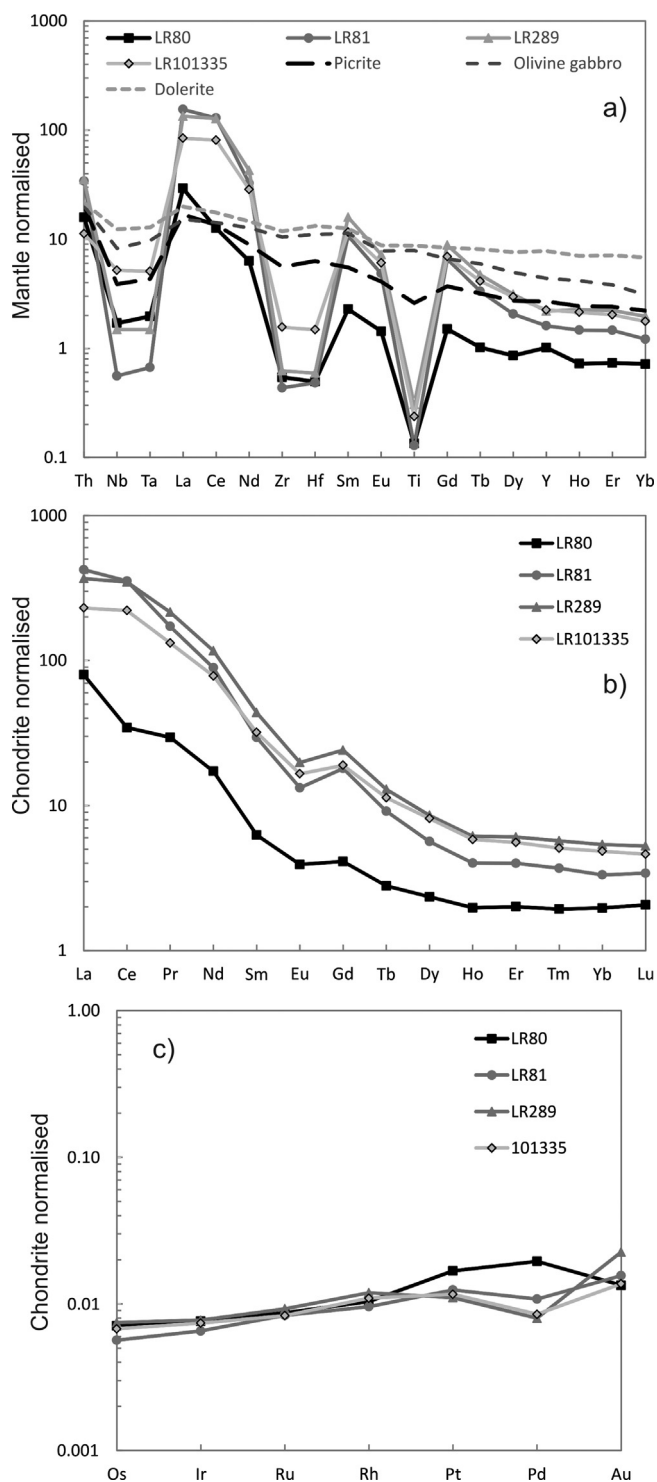 1000
LR80 LR81 LR289
LR101335 Picrite Olivine gabbro
Dolerite
a)
100
Mantle normalised
10
1
0.1
Th Nb Ta La Ce Nd Zr Hf Sm Eu Ti Gd Tb Dy Y Ho Er Yb
1000
LR80
LR81
LR289
LR101335
b)
100
Chondrite normalised
10
1
La Ce Pr Nd Sm Eu Gd Tb Dy Ho Er Tm Yb Lu
1.00
c)
LR80
LR81
LR289
101335
0.10
Chondrite normalised
0.01
0.001
Os Ir Ru Rh Pt Pd Au